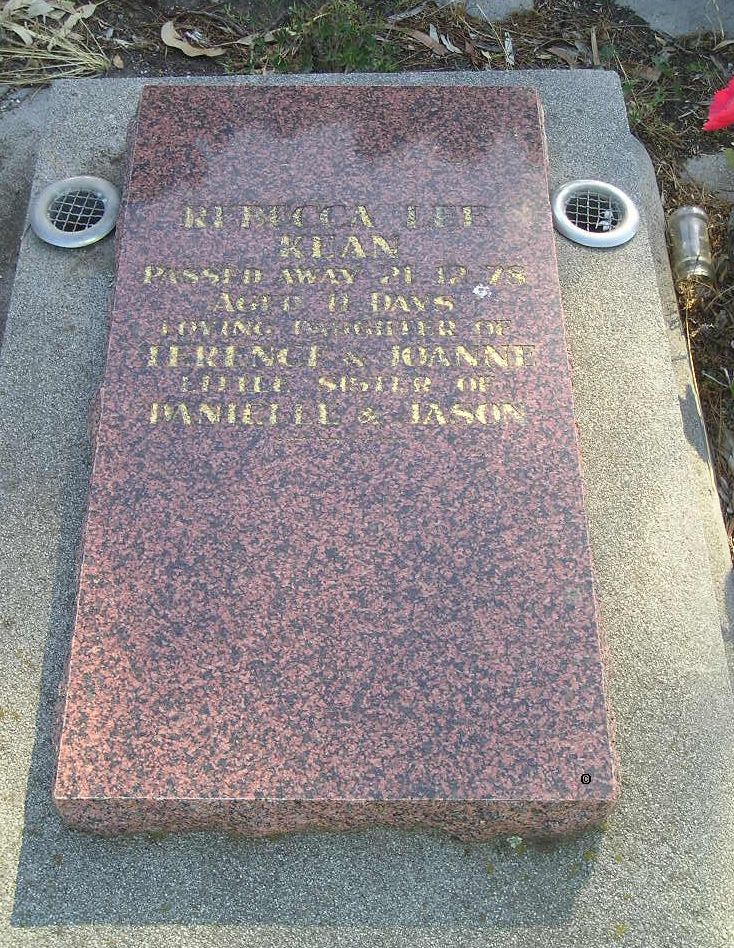 REBECCA LEE
KEAN
PASSED AWAY 21-12-78
AGED 11 DAYS
LOVING DAUGHTER OF
TERENCE & JOANNE
LITTLE SISTER OF
DANIELLE & JASON
©